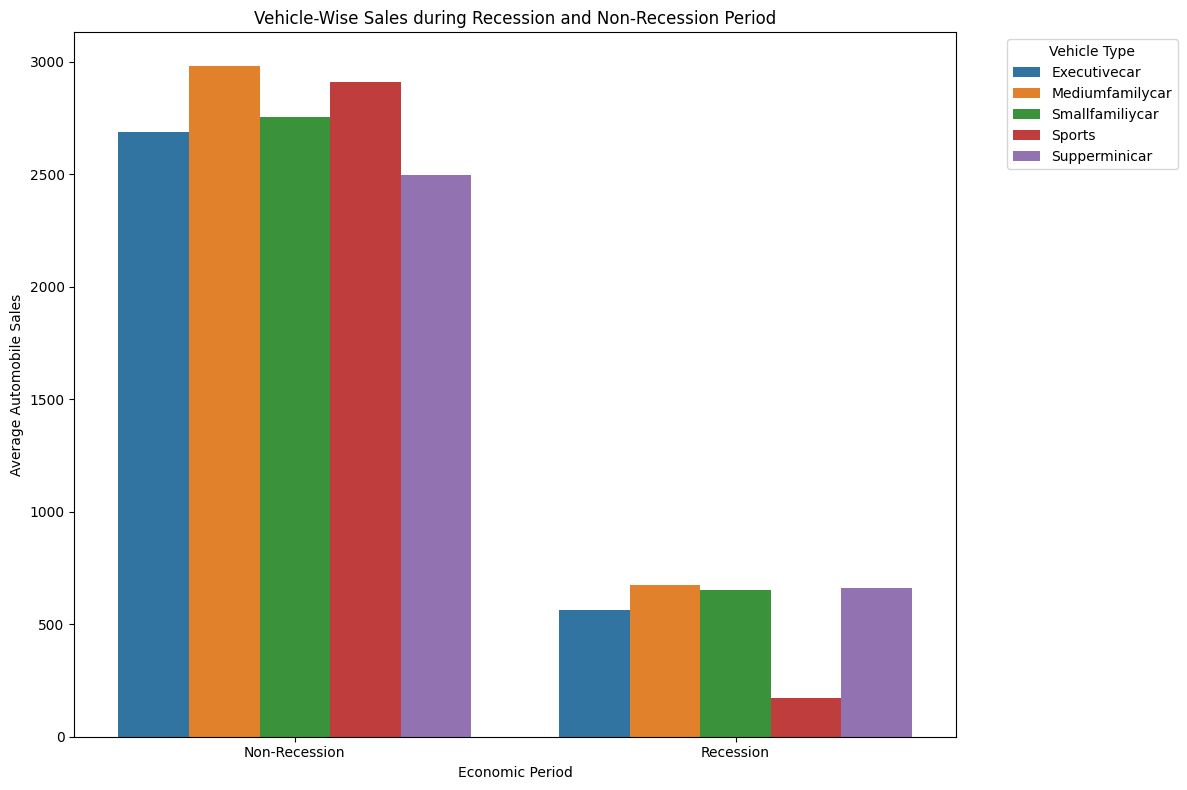 Vehicle-Wise Sales during Recession and Non-Recession Period
Vehicle Type
Executivecar
Mediumfamilycar
Smallfamiliycar
Sports
Supperminicar
Average Automobile Sales
3000
2500
2000
1500
1000
500
0
Non-Recession
Recession
Economic Period